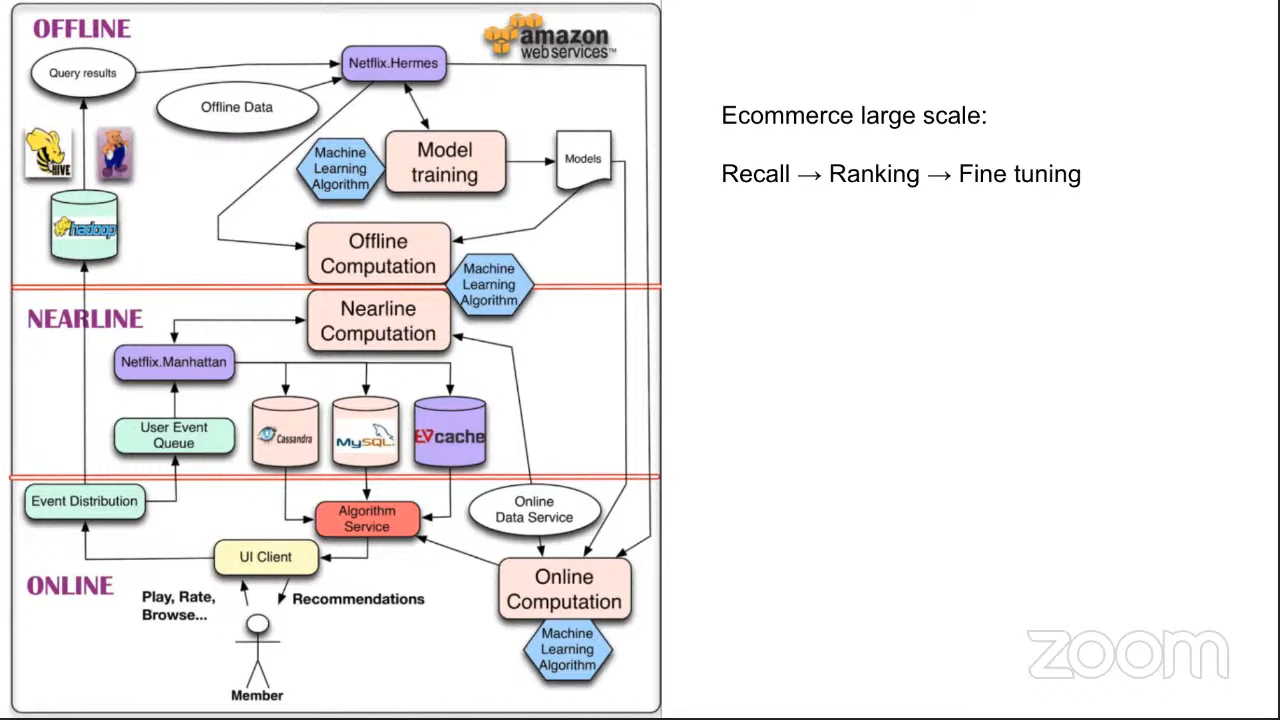 OFFLINE
amazon
web services™
Query results
Netflix.Hermes
Offline Data
HIVE
Machine
Learning
Algorithm
Model
training
Models
hadoop
Offline
Computation
Machine
Learning
Algorithm
NEARLINE
Nearline
Computation
Netflix.Manhattan
User Event
Queue
Cassandra
MySQL
EVcache
Event Distribution
Algorithm
Service
Online
Data Service
UI Client
ONLINE
Play, Rate,
Browse...
Recommendations
Online
Computation
Machine
Learning
Algorithm
Member
Ecommerce large scale:
Recall → Ranking → Fine tuning
zoom